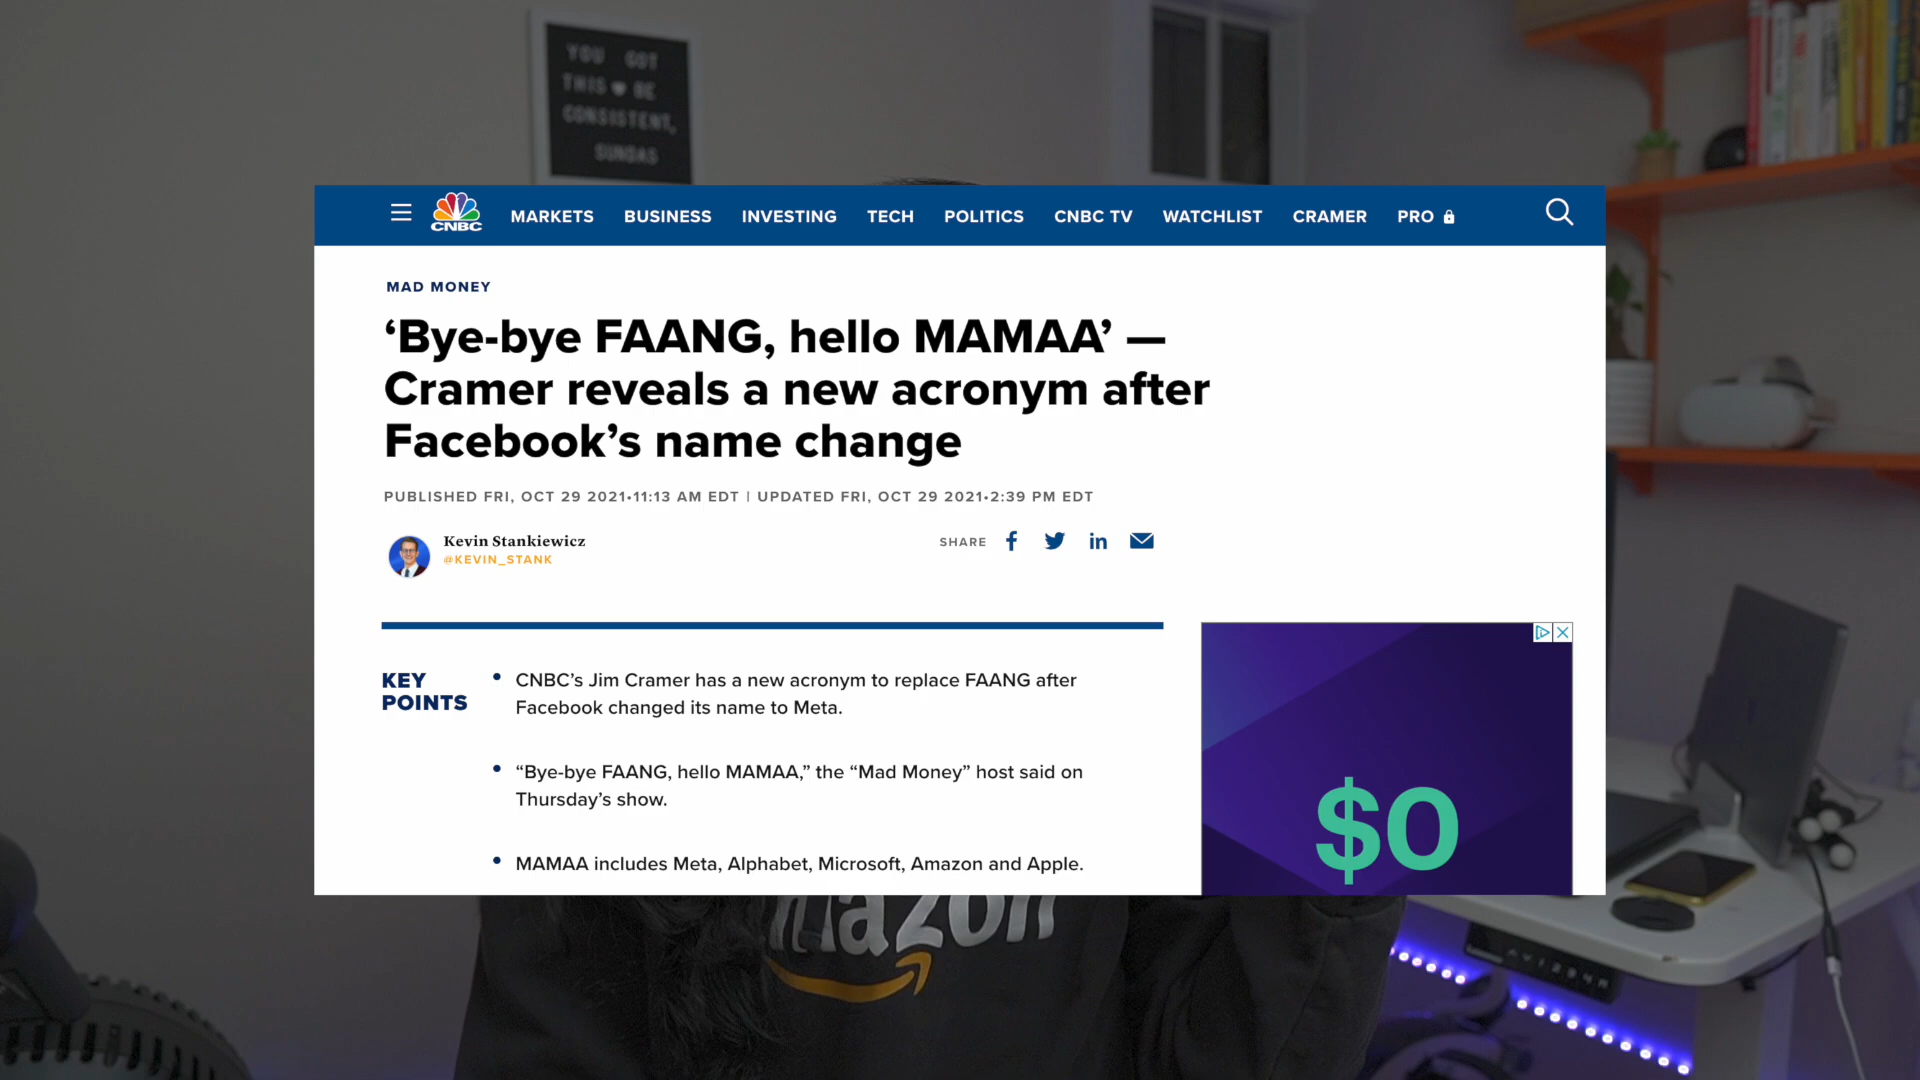 YOU GOT
THIS ♥ BE
CONSISTENT,
SUNDAS
CNBC
MARKETS BUSINESS INVESTING TECH POLITICS CNBC TV WATCHLIST CRAMER PRO
MAD MONEY
‘Bye-bye FAANG, hello MAMAA’ —
Cramer reveals a new acronym after
Facebook’s name change
PUBLISHED FRI, OCT 29 2021•11:13 AM EDT | UPDATED FRI, OCT 29 2021•2:39 PM EDT
Kevin Stankiewicz
@KEVIN_STANK
SHARE
KEY
POINTS
• CNBC’s Jim Cramer has a new acronym to replace FAANG after
Facebook changed its name to Meta.
• “Bye-bye FAANG, hello MAMAA,” the “Mad Money” host said on
Thursday’s show.
• MAMAA includes Meta, Alphabet, Microsoft, Amazon and Apple.
$0
amazon